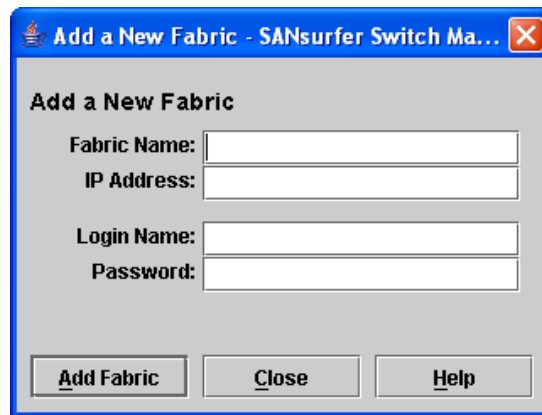 Add a New Fabric - SANsurfer Switch Ma...
Add a New Fabric
Fabric Name:
IP Address:
Login Name:
Password:
Add Fabric Close Help